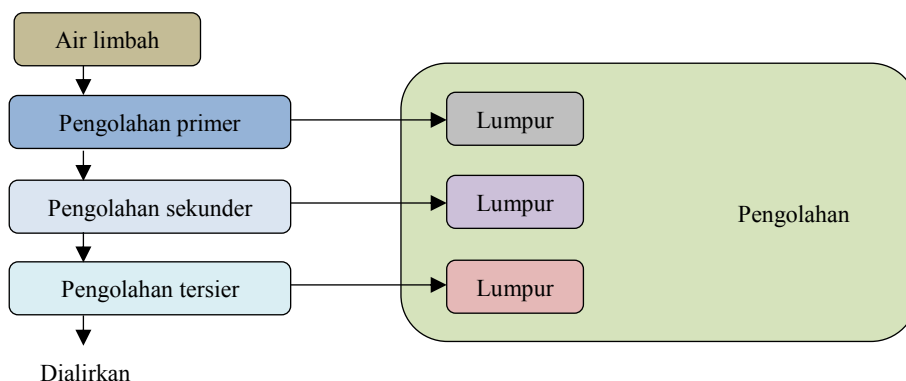 Air limbah
Pengolahan primer
Lumpur
Pengolahan sekunder
Lumpur
Pengolahan
Pengolahan tersier
Lumpur
Dialirkan